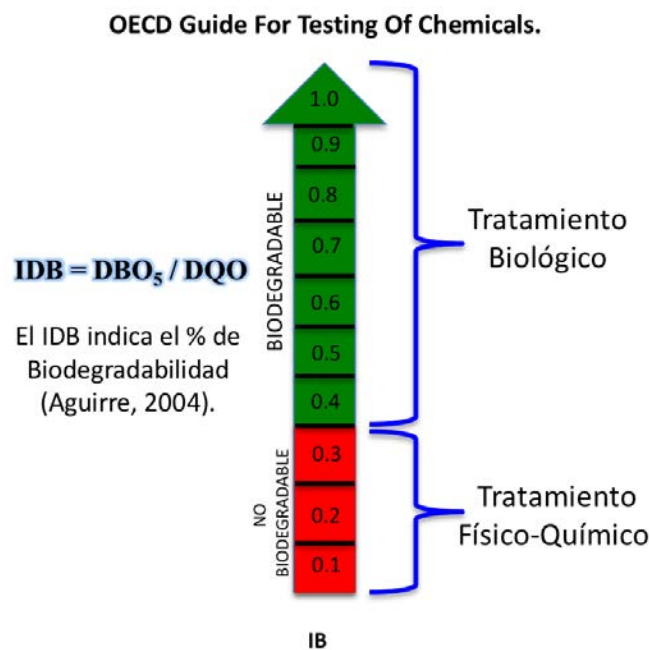 OECD Guide For Testing Of Chemicals.
IDB = DBO₅ / DQO
El IDB indica el % de
Biodegradabilidad
(Aguirre, 2004).
BIODEGRADABLE
NO
BIODEGRADABLE
1.0
0.9
0.8
0.7
0.6
0.5
0.4
0.3
0.2
0.1
Tratamiento
Biológico
Tratamiento
Físico-Químico
IB